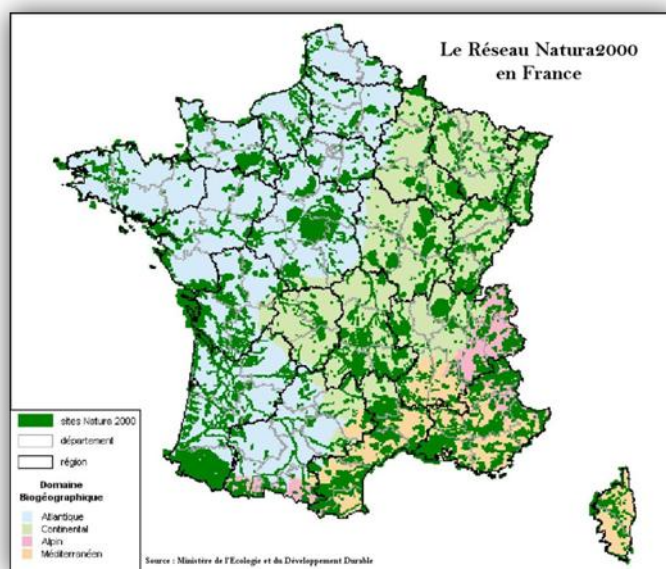 Le Réseau Natura2000
en France
sites Natura 2000
département
région
Domaine
Biogéographique
Atlantique
Continental
Alpin
Méditerranéen
Source : Ministère de l'Ecologie et du Développement Durable